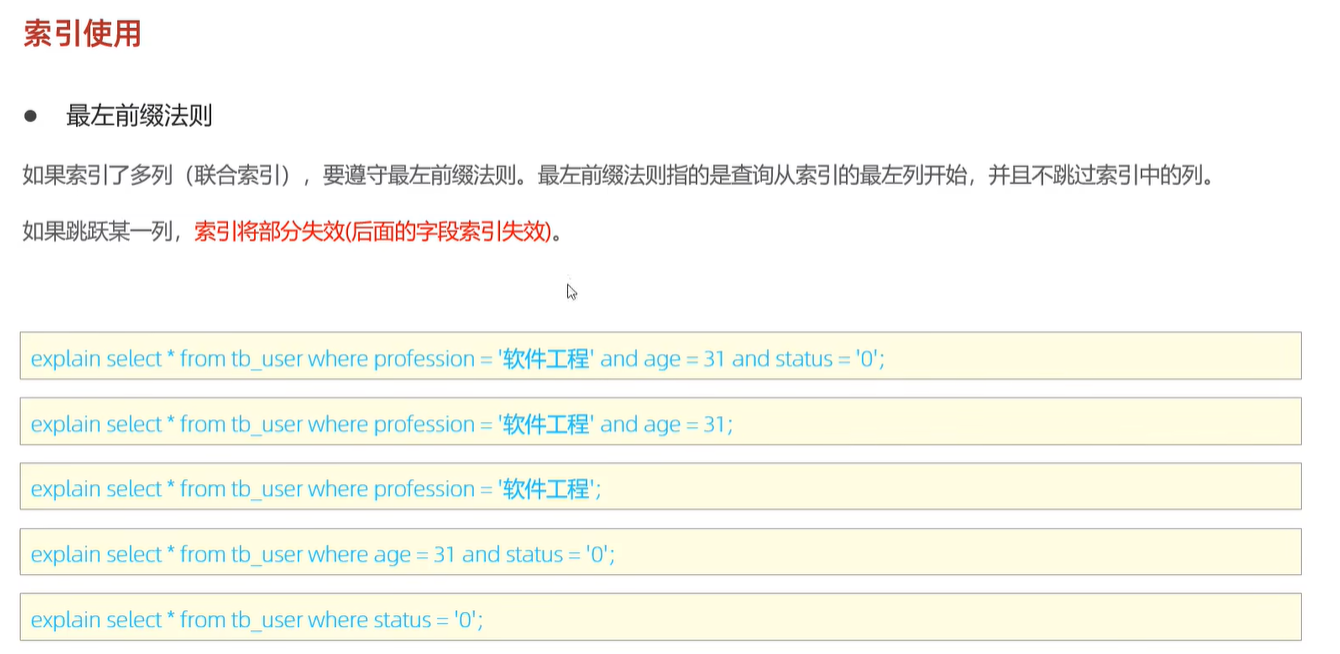 索引使用
● 最左前缀法则
如果索引了多列（联合索引），要遵守最左前缀法则。最左前缀法则指的是查询从索引的最左列开始，并且不跳过索引中的列。
如果跳跃某一列，索引将部分失效(后面的字段索引失效)。
explain select * from tb_user where profession = '软件工程' and age = 31 and status = '0';
explain select * from tb_user where profession = '软件工程' and age = 31;
explain select * from tb_user where profession = '软件工程';
explain select * from tb_user where age = 31 and status = '0';
explain select * from tb_user where status = '0';